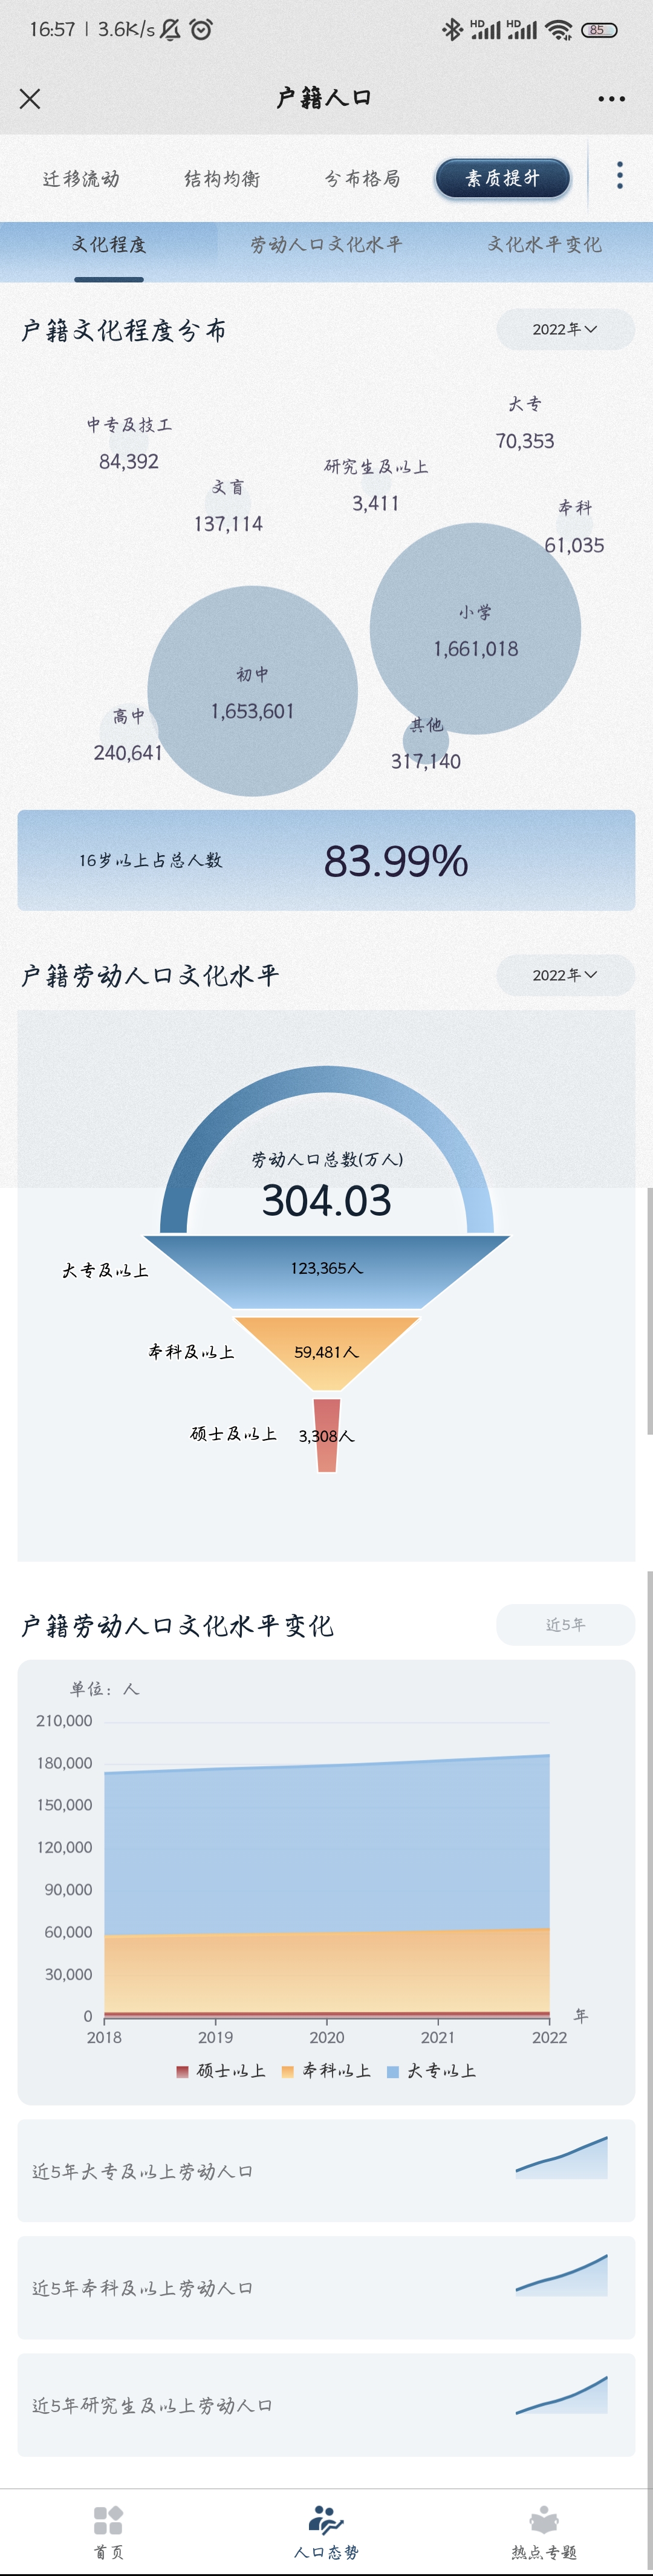 16:57 | 3.6K/s
HD HD 85
户籍人口
迁移流动 结构均衡 分布格局 素质提升
文化程度 劳动人口文化水平 文化水平变化
户籍文化程度分布 2022年
大专
70,353
中专及技工
84,392
研究生及以上
3,411
文盲
137,114
本科
61,035
小学
1,661,018
初中
1,653,601
高中
240,641
其他
317,140
16岁以上占总人数 83.99%
户籍劳动人口文化水平 2022年
劳动人口总数(万人)
304.03
大专及以上 123,365人
本科及以上 59,481人
硕士及以上 3,308人
户籍劳动人口文化水平变化 近5年
单位：人
210,000
180,000
150,000
120,000
90,000
60,000
30,000
0 年
2018 2019 2020 2021 2022
硕士以上 本科以上 大专以上
近5年大专及以上劳动人口
近5年本科及以上劳动人口
近5年研究生及以上劳动人口
首页 人口态势 热点专题